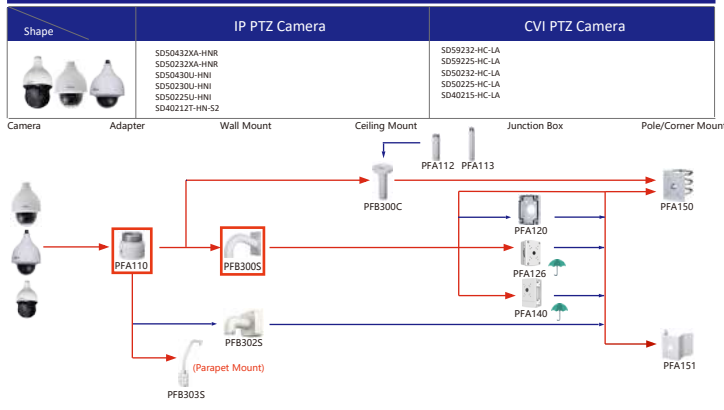 Shape
IP PTZ Camera
CVI PTZ Camera
SD50432XA-HNR
SD50232XA-HNR
SD50430U-HNI
SD50230U-HNI
SD50225U-HNI
SD40212T-HN-S2
SD59232-HC-LA
SD59225-HC-LA
SD50232-HC-LA
SD50225-HC-LA
SD40215-HC-LA
Camera
Adapter
Wall Mount
Ceiling Mount
Junction Box
Pole/Corner Mount
PFA112
PFA113
PFB300C
PFA150
PFA120
PFA110
PFB300S
PFA126
PFA140
PFB302S
(Parapet Mount)
PFB303S
PFA151